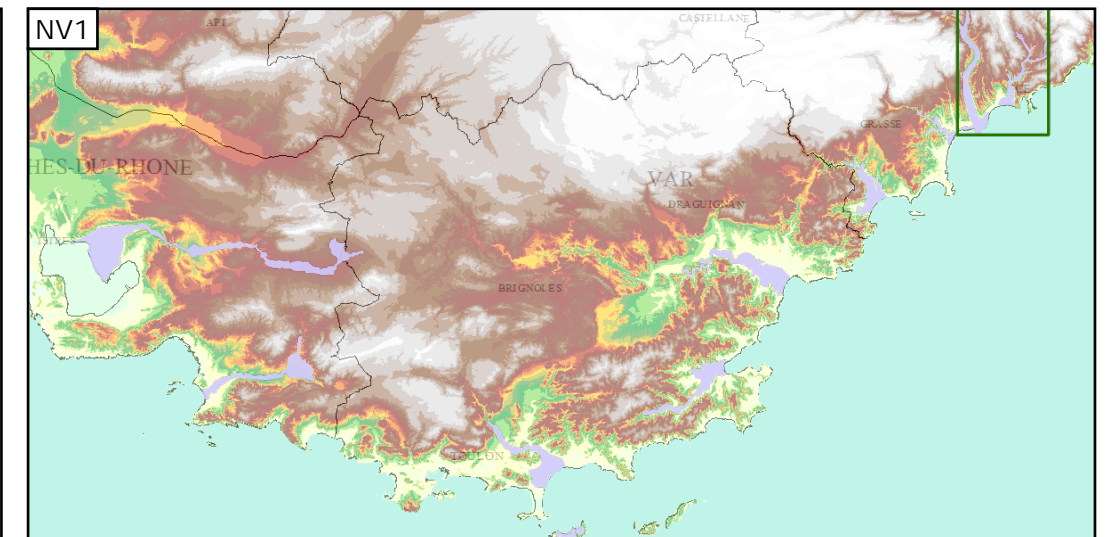 NV1
APT
CASTELLANE
GRASSE
HES-DU-RHONE
VAR
DRAGUIGNAN
BRIGNOLES
TOULON